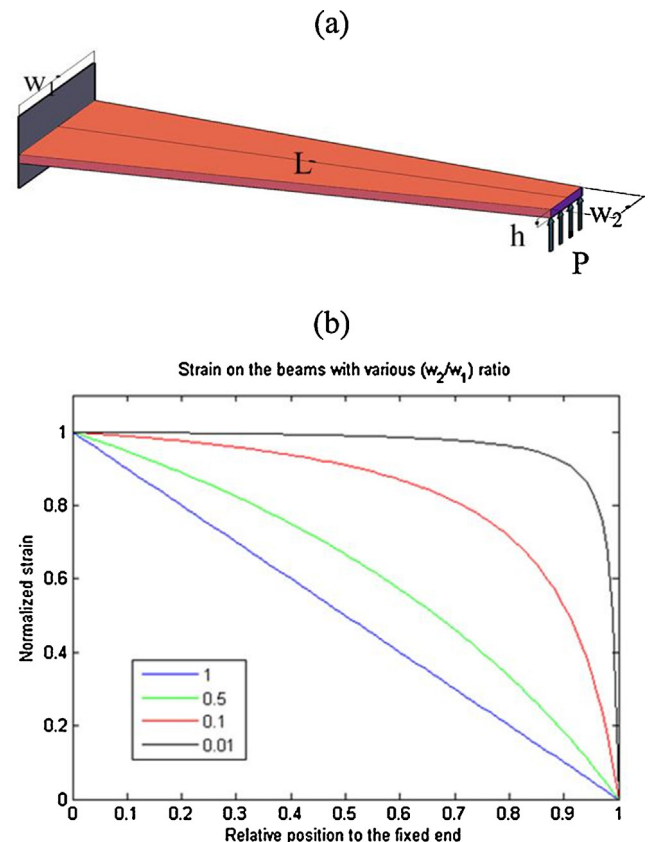 (a)
w1
L
h
w2
P
(b)
Strain on the beams with various (w2/w1) ratio
1
0.8
0.6
0.4
0.2
0
Normalized strain
1
0.5
0.1
0.01
0 0.1 0.2 0.3 0.4 0.5 0.6 0.7 0.8 0.9 1
Relative position to the fixed end